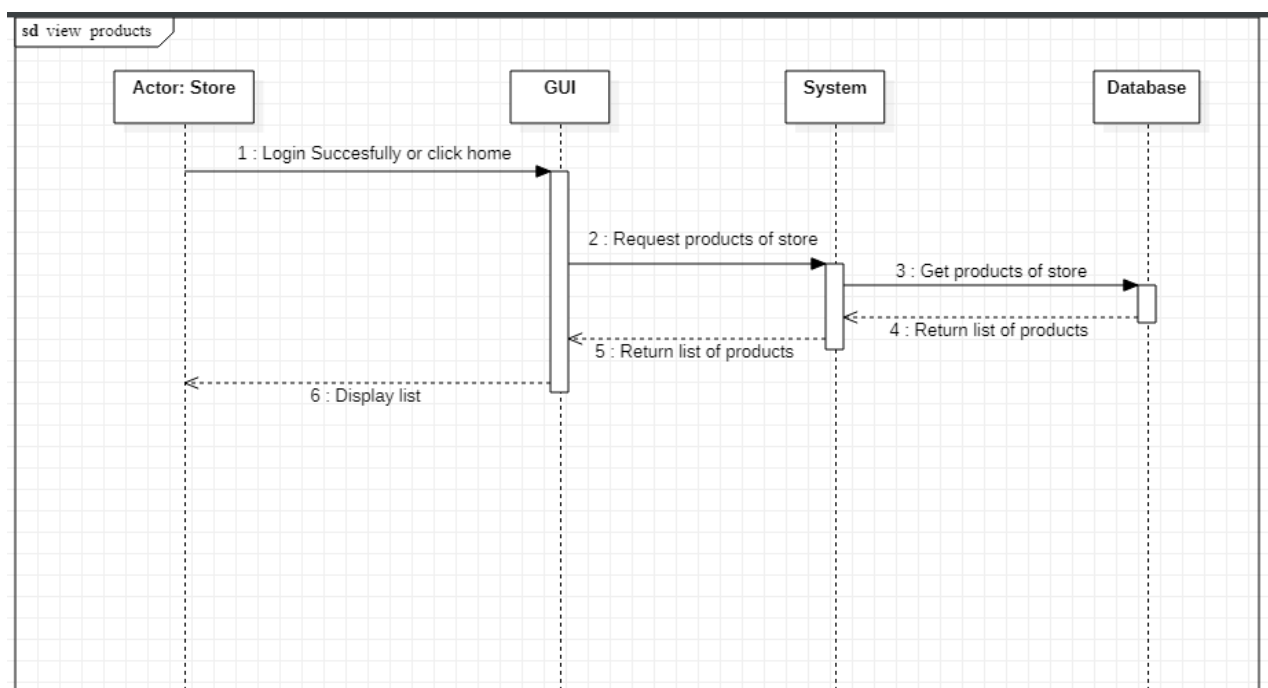 sd view products
Actor: Store
GUI
System
Database
1 : Login Succesfully or click home
2 : Request products of store
3 : Get products of store
4 : Return list of products
5 : Return list of products
6 : Display list